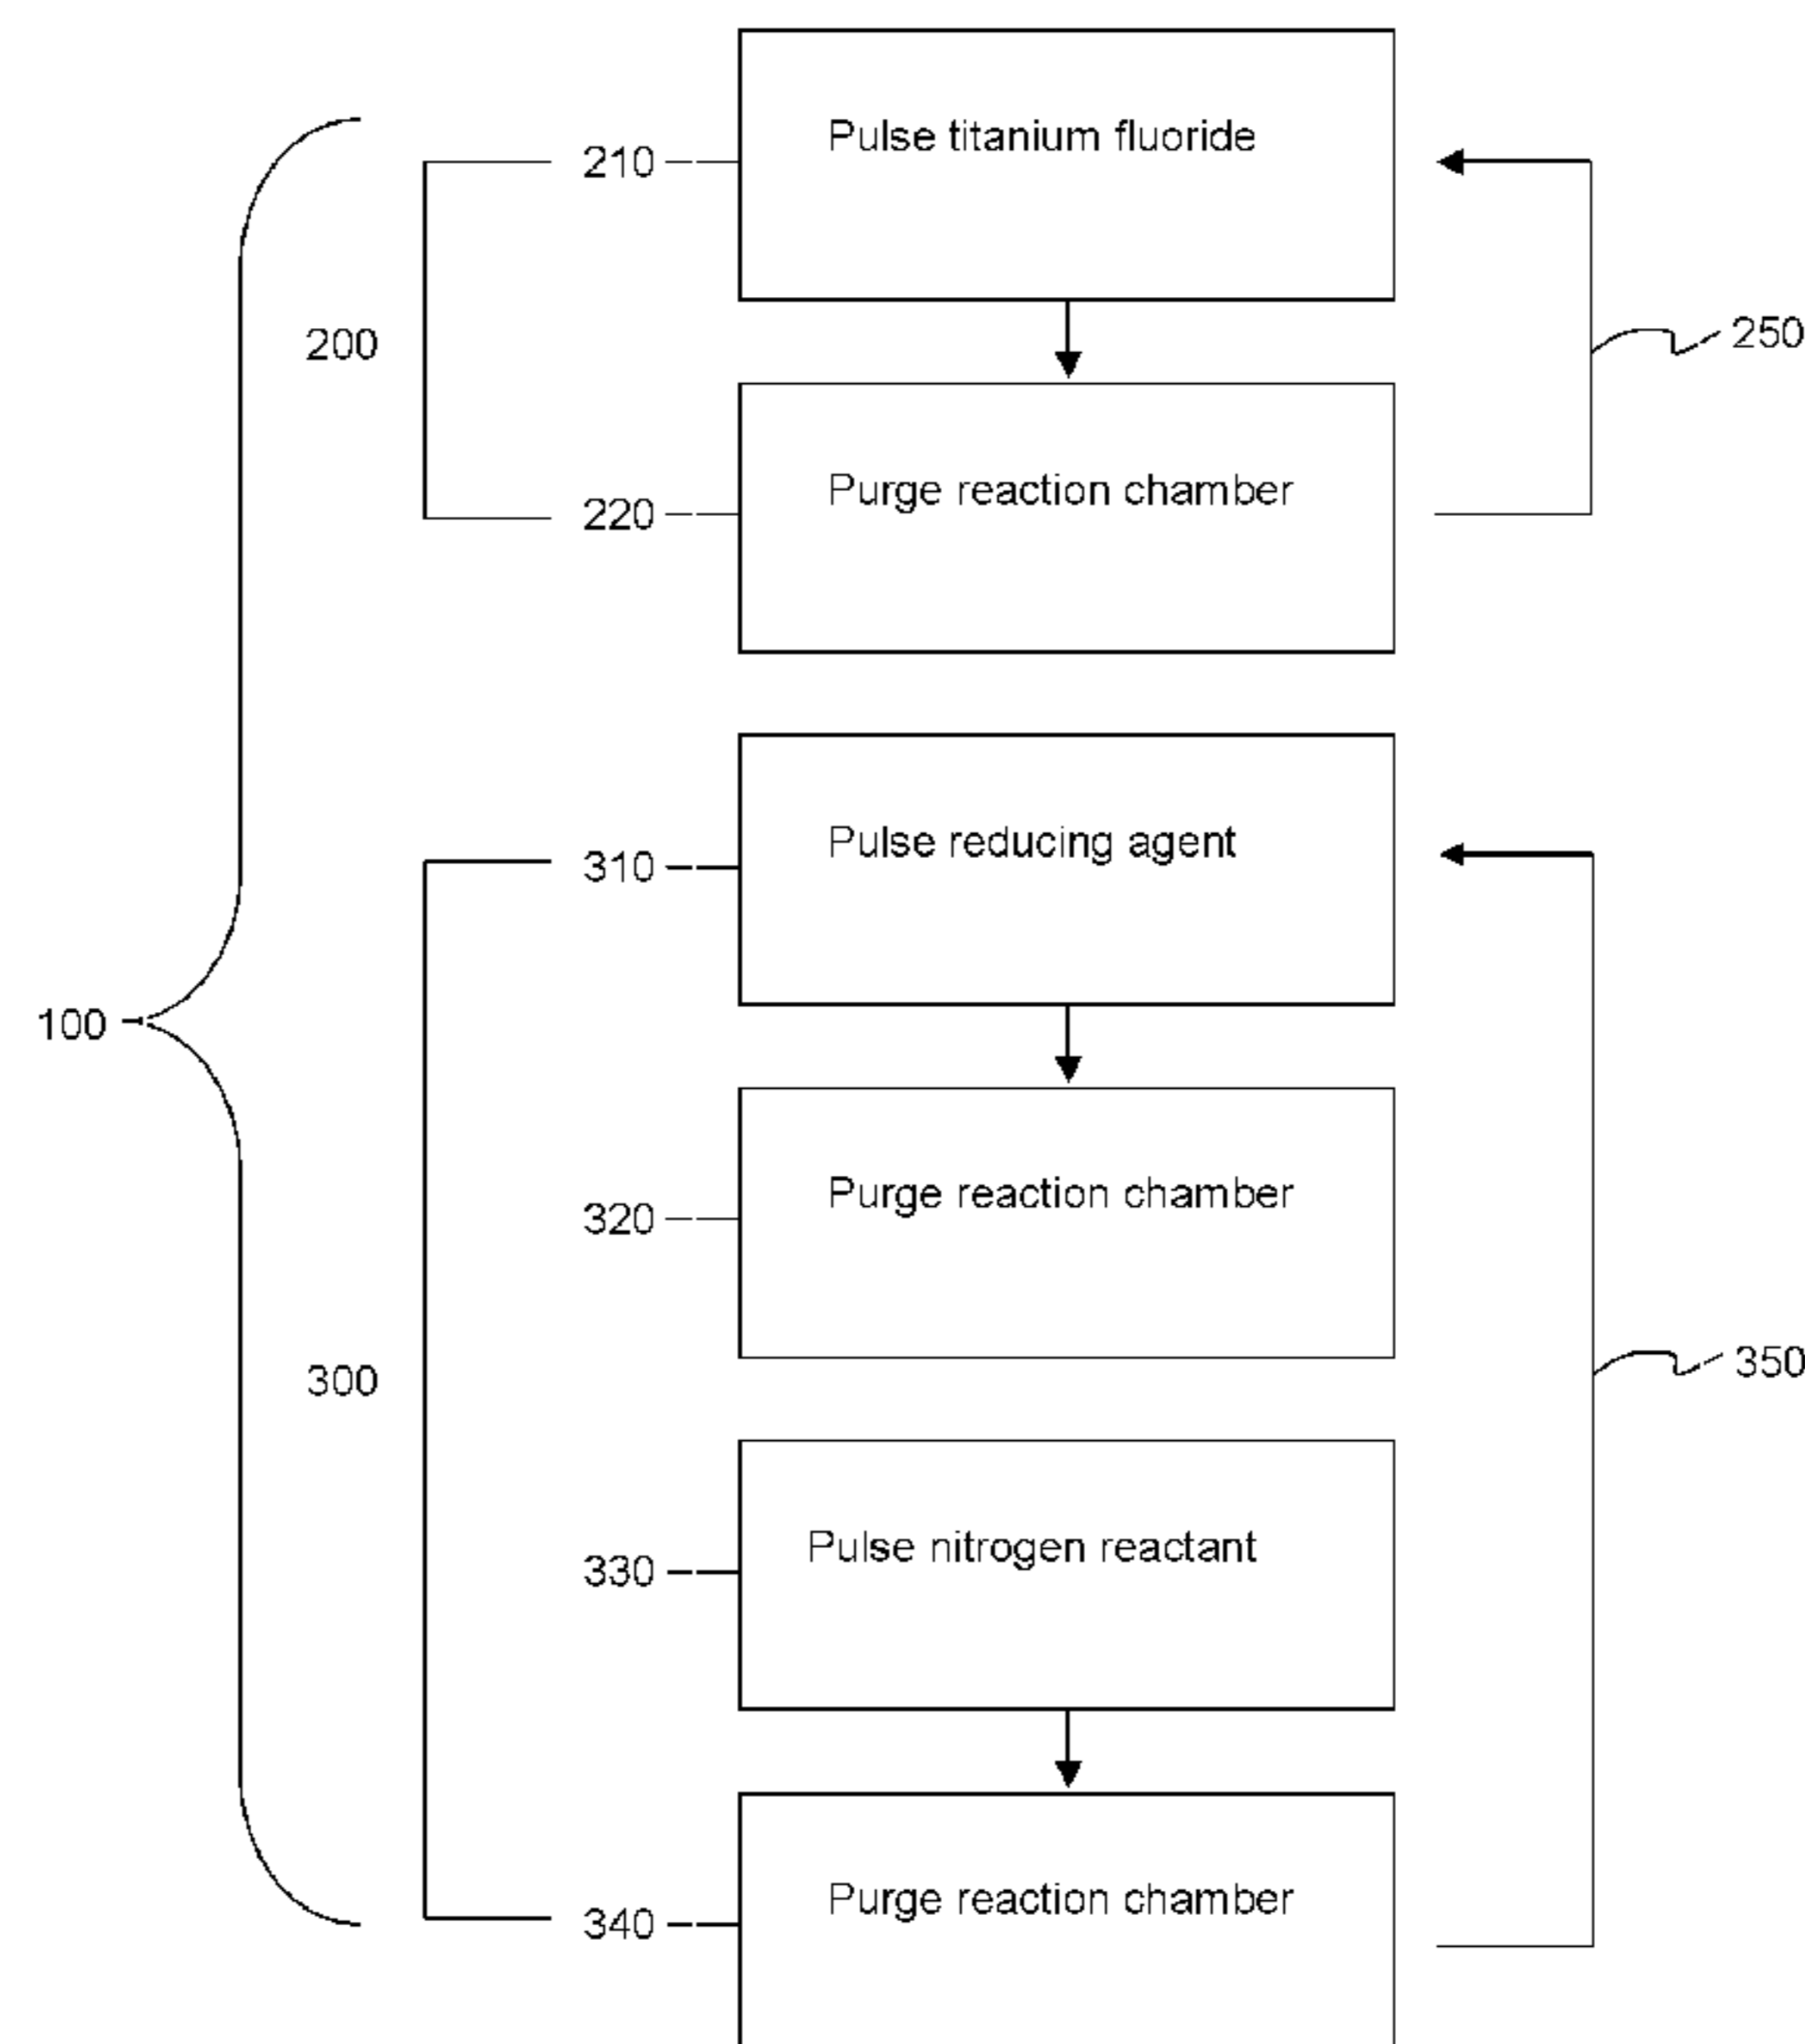 Pulse titanium fluoride
210
200
250
Purge reaction chamber
220
Pulse reducing agent
310
100
Purge reaction chamber
320
300
350
Pulse nitrogen reactant
330
Purge reaction chamber
340